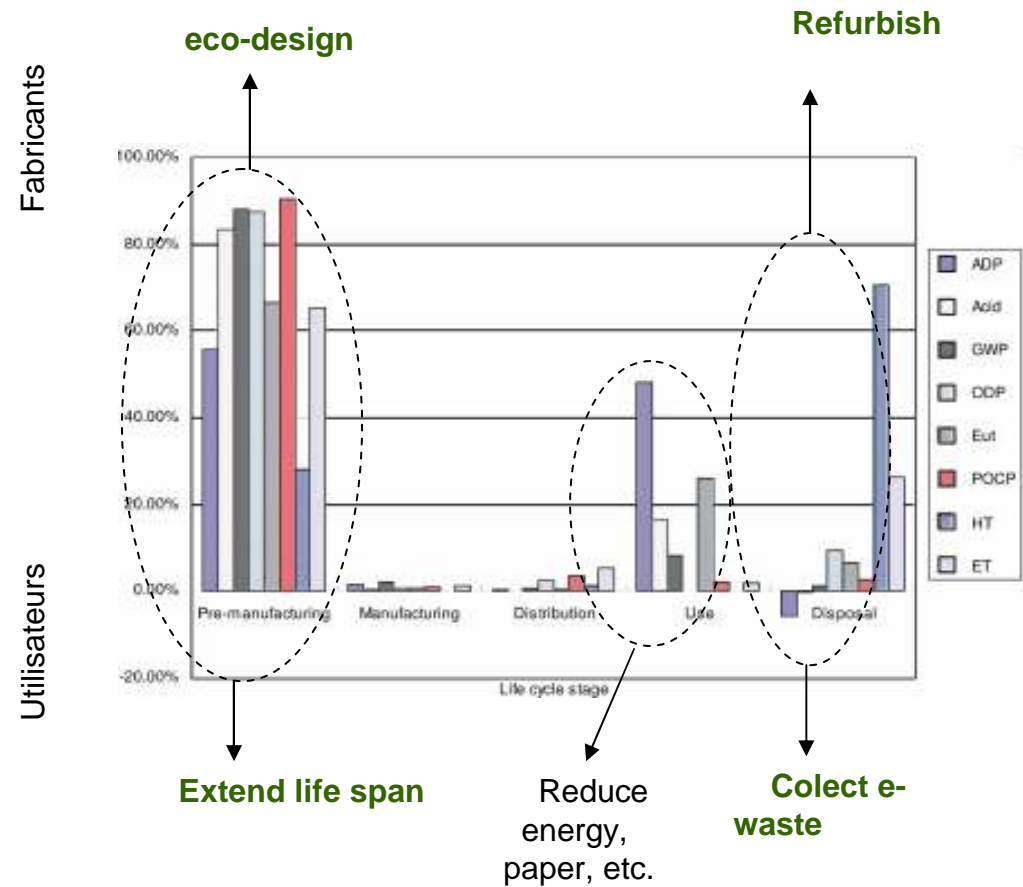 eco-design
Refurbish
Fabricants
Utilisateurs
100.00%
80.00%
60.00%
40.00%
20.00%
0.00%
-20.00%
Pre-manufacturing
Manufacturing
Distribution
Use
Disposal
Life cycle stage
ADP
Acid
GWP
ODP
Eut
POCP
HT
ET
Extend life span
Reduce
energy,
paper, etc.
Colect e-
waste